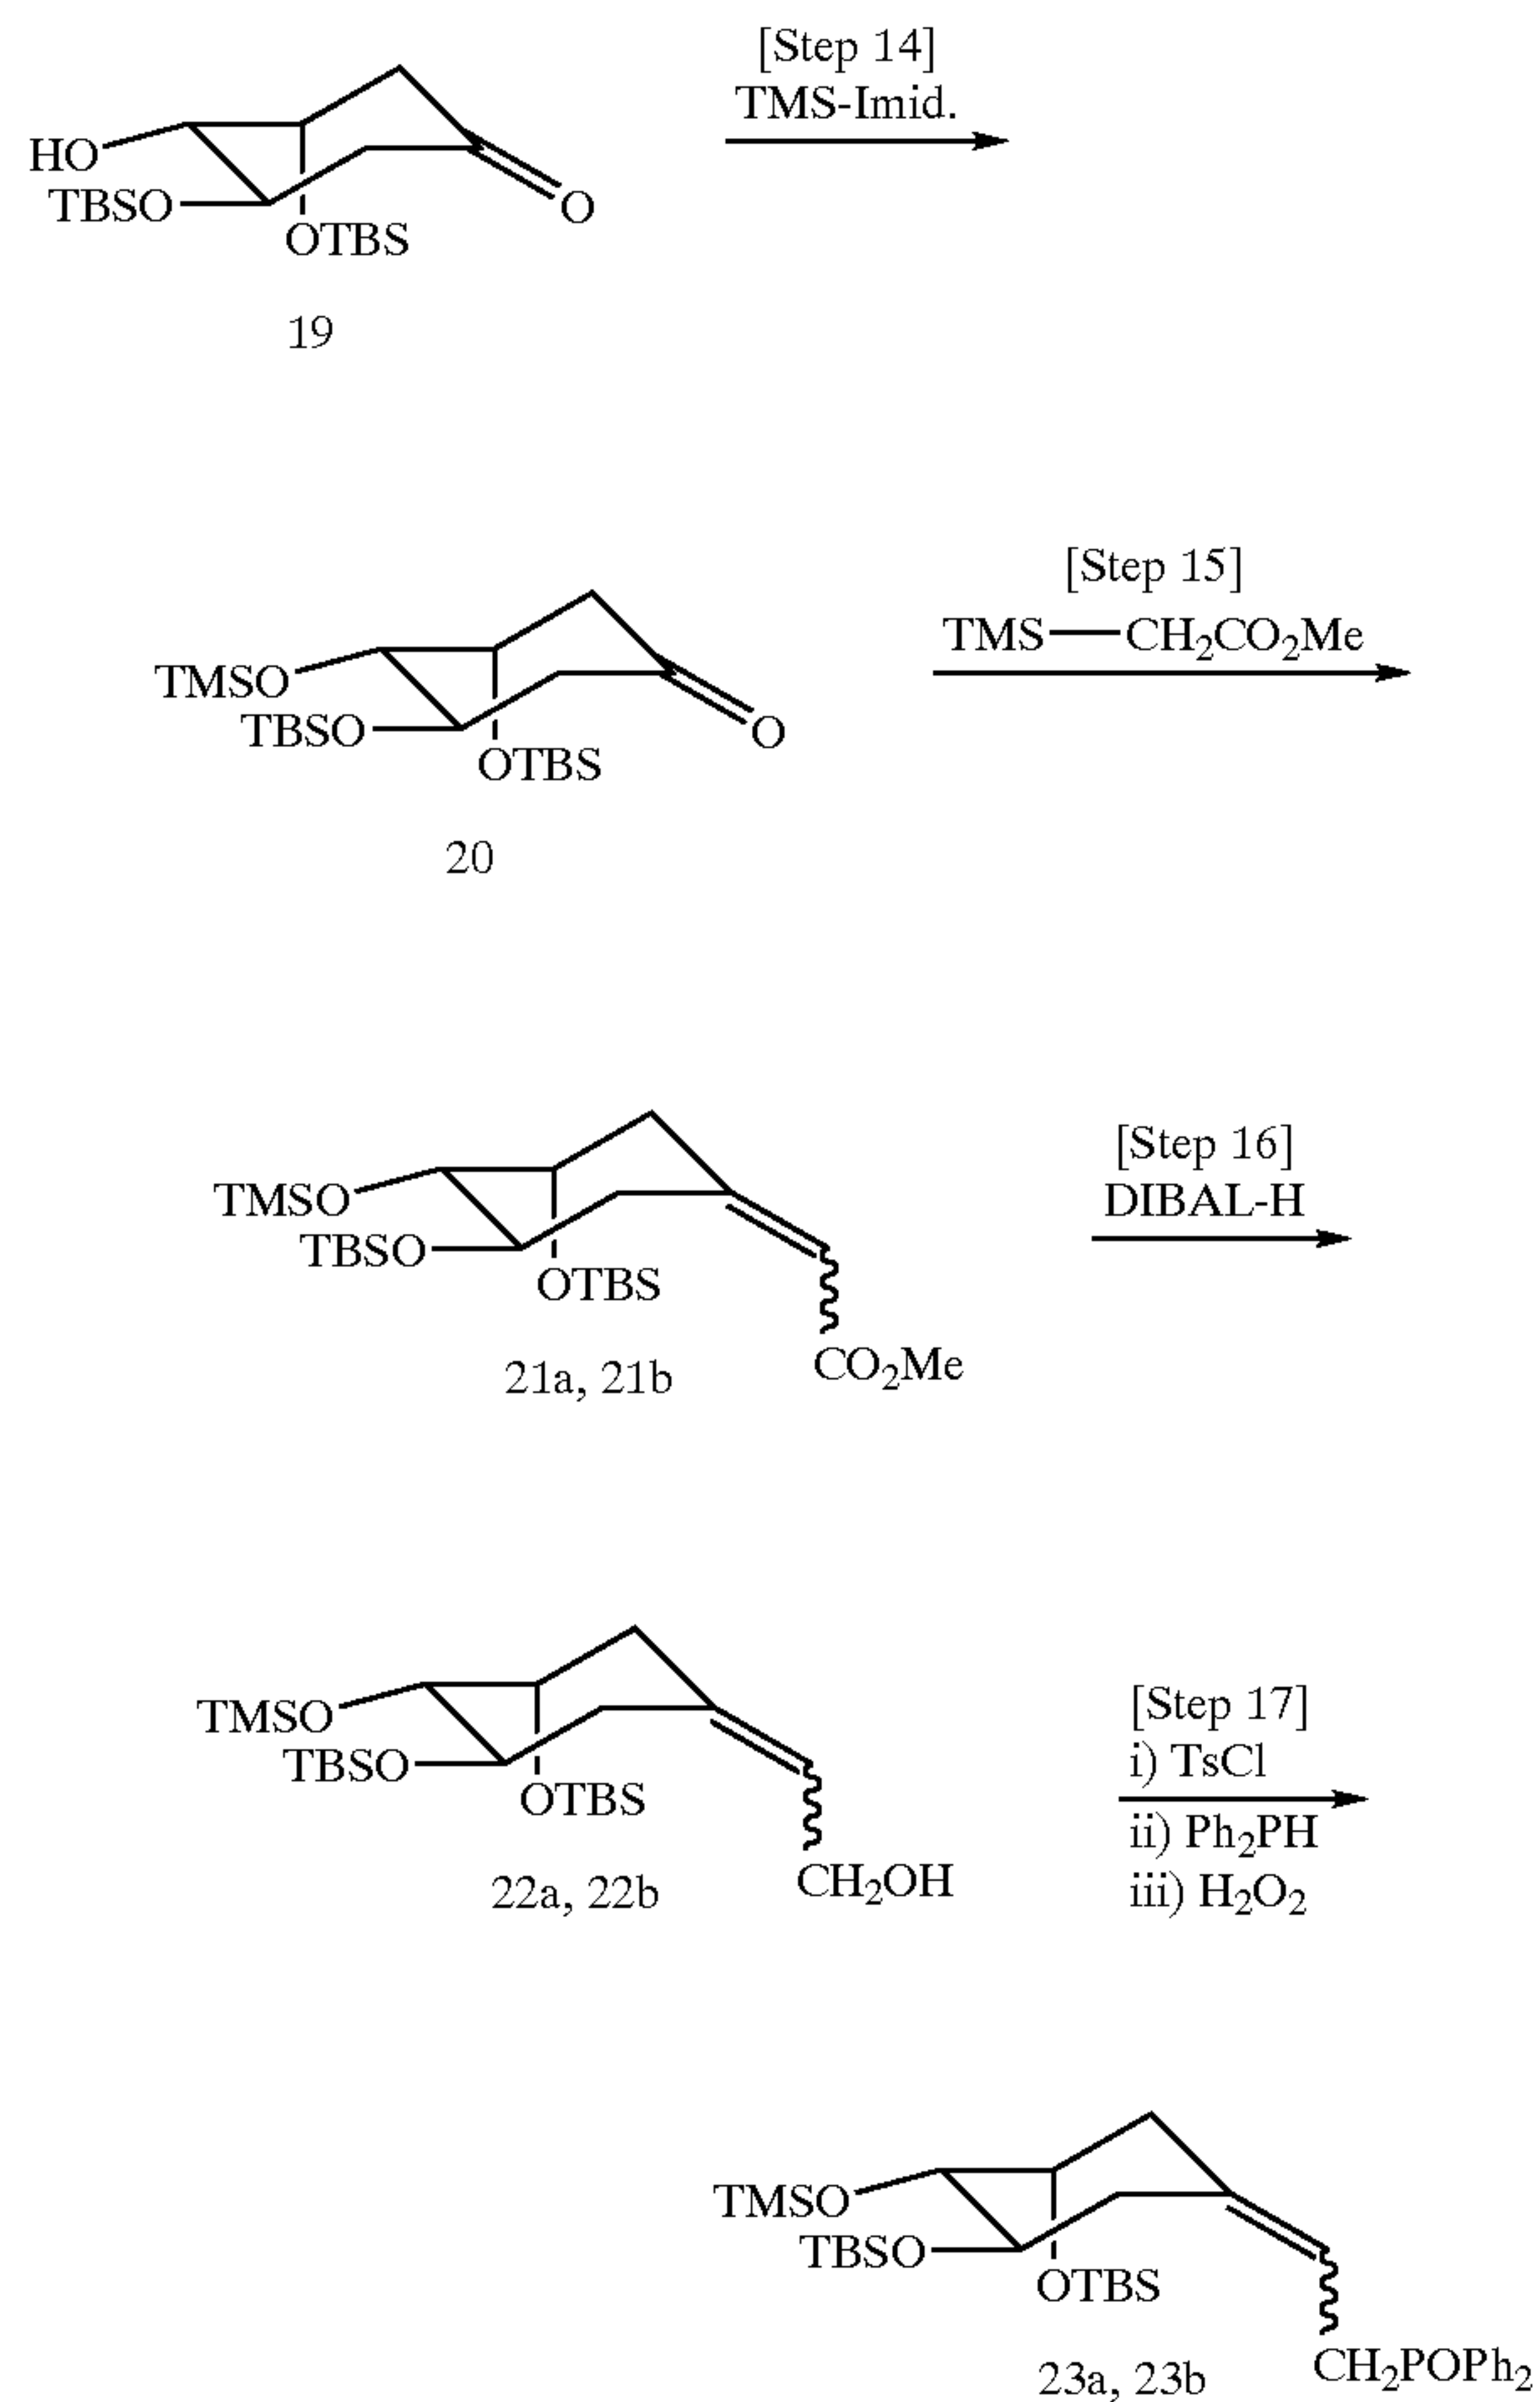 [Step 14]
TMS-Imid.
HO
TBSO
OTBS
O
19
[Step 15]
TMS—CH₂CO₂Me
TMSO
TBSO
OTBS
O
20
[Step 16]
DIBAL-H
TMSO
TBSO
OTBS
CO₂Me
21a, 21b
[Step 17]
i) TsCl
ii) Ph₂PH
iii) H₂O₂
TMSO
TBSO
OTBS
CH₂OH
22a, 22b
TMSO
TBSO
OTBS
CH₂POPh₂
23a, 23b